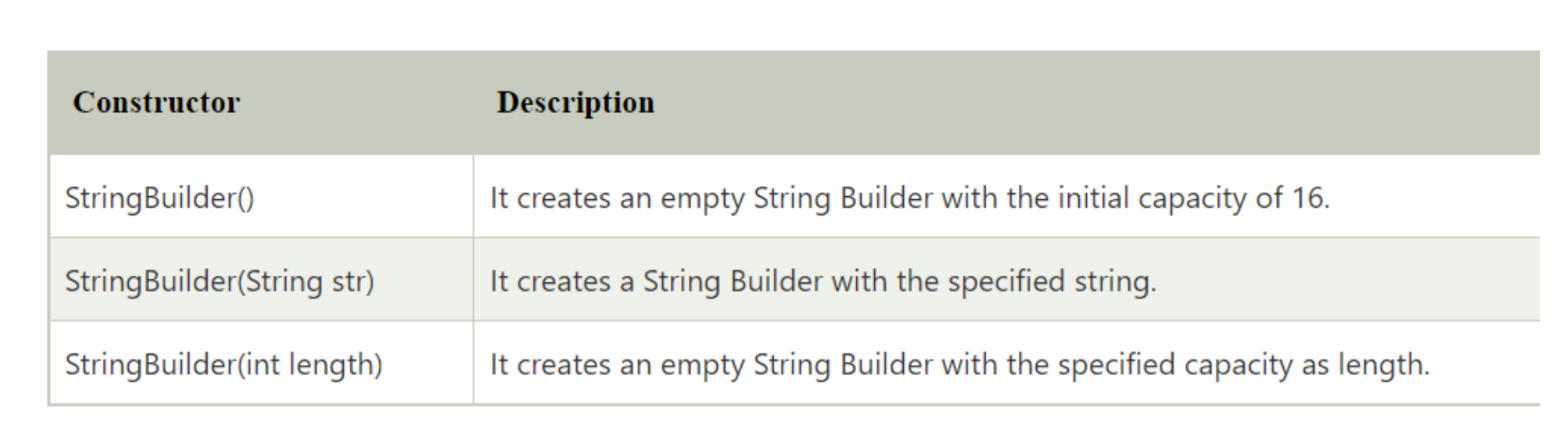 Constructor Description
StringBuilder() It creates an empty String Builder with the initial capacity of 16.
StringBuilder(String str) It creates a String Builder with the specified string.
StringBuilder(int length) It creates an empty String Builder with the specified capacity as length.